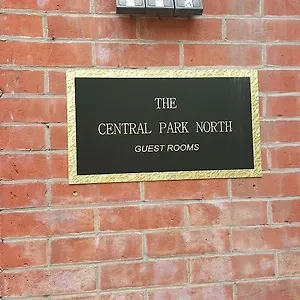 THE
CENTRAL PARK NORTH
GUEST ROOMS